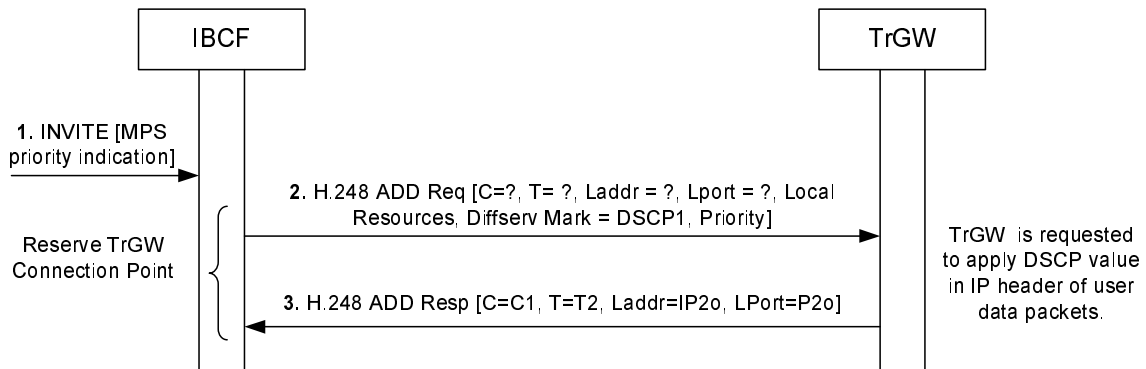 IBCF
TrGW
1. INVITE [MPS
priority indication]
2. H.248 ADD Req [C=?, T= ?, Laddr = ?, Lport = ?, Local
Resources, Diffserv Mark = DSCP1, Priority]
Reserve TrGW
Connection Point
TrGW is requested
to apply DSCP value
in IP header of user
data packets.
3. H.248 ADD Resp [C=C1, T=T2, Laddr=IP2o, LPort=P2o]